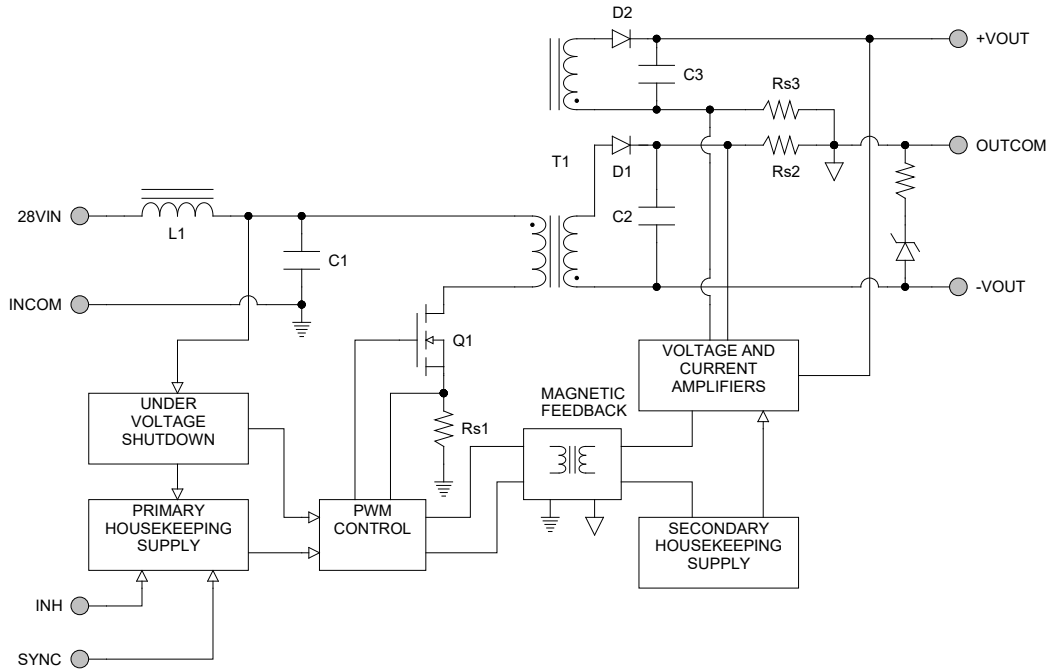 D2
+VOUT
C3
Rs3
OUTCOM
T1
D1
Rs2
28VIN
L1
C2
C1
INCOM
-VOUT
Q1
VOLTAGE AND
CURRENT
AMPLIFIERS
MAGNETIC
FEEDBACK
UNDER
VOLTAGE
SHUTDOWN
Rs1
PRIMARY
HOUSEKEEPING
SUPPLY
PWM
CONTROL
SECONDARY
HOUSEKEEPING
SUPPLY
INH
SYNC